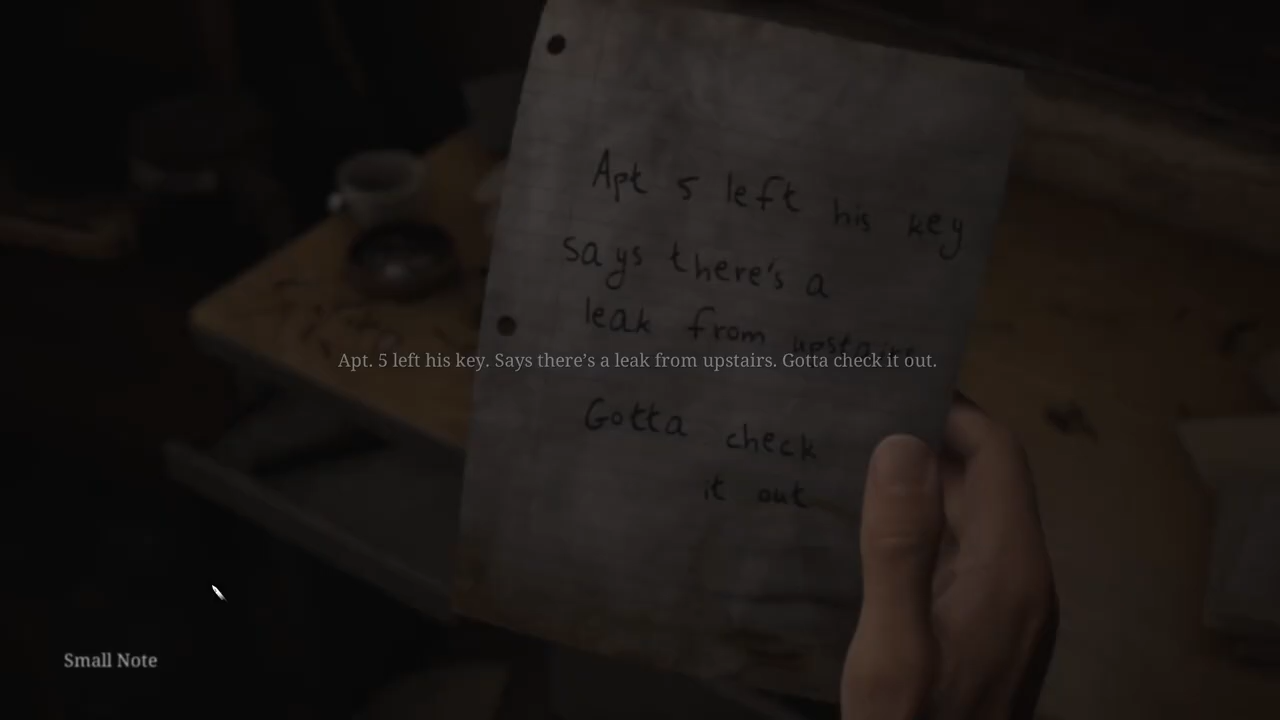 Apt 5 left his key
says there's a
leak from upstairs
Apt. 5 left his key. Says there’s a leak from upstairs. Gotta check it out.
Gotta check
it out
Small Note